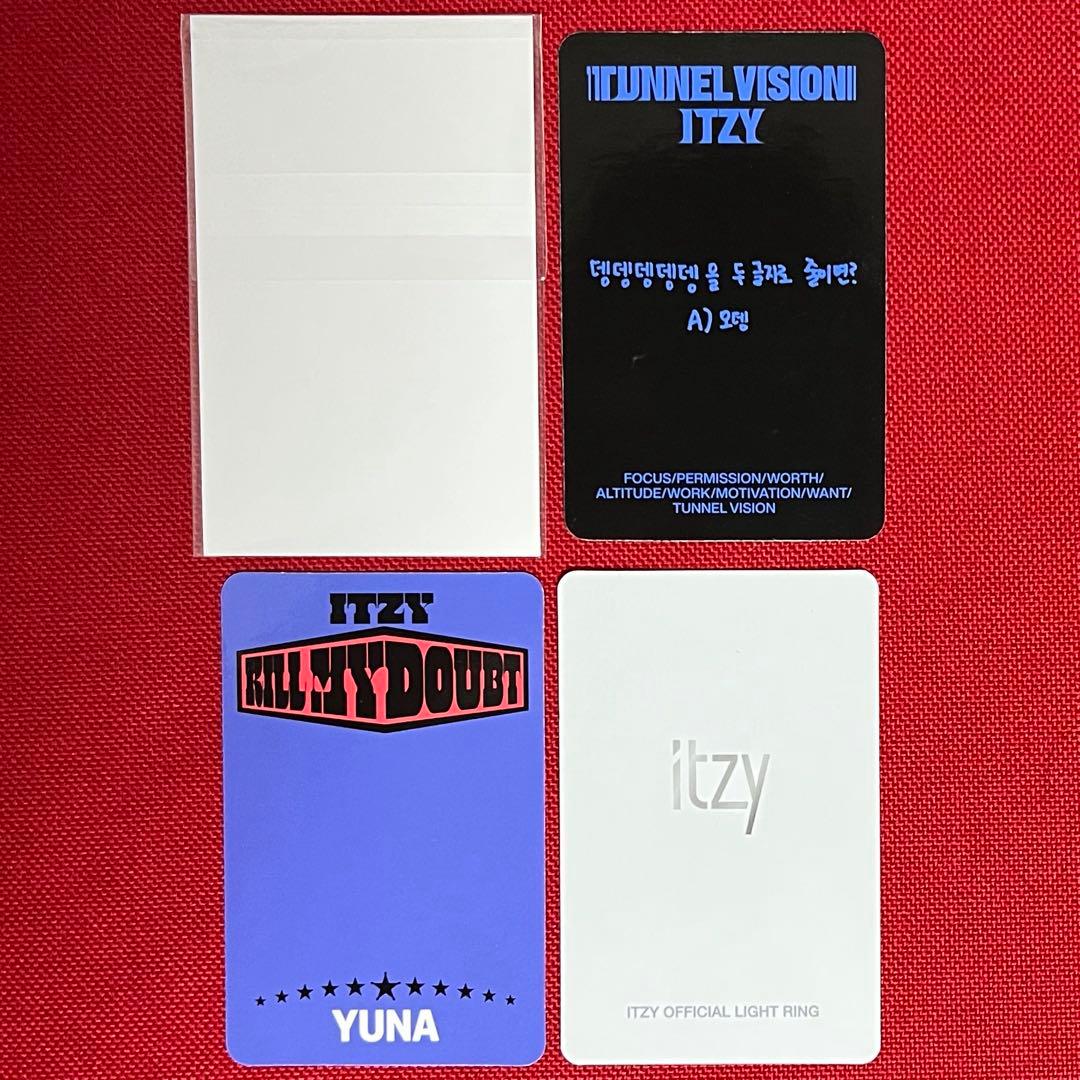 TUNNEL VISION
ITZY
뎅뎅뎅뎅뎅을 두 글자로 줄이면?
A) 오뎅
FOCUS/PERMISSION/WORTH/
ALTITUDE/WORK/MOTIVATION/WANT/
TUNNEL VISION
ITZY
KILL MY DOUBT
YUNA
itzy
ITZY OFFICIAL LIGHT RING